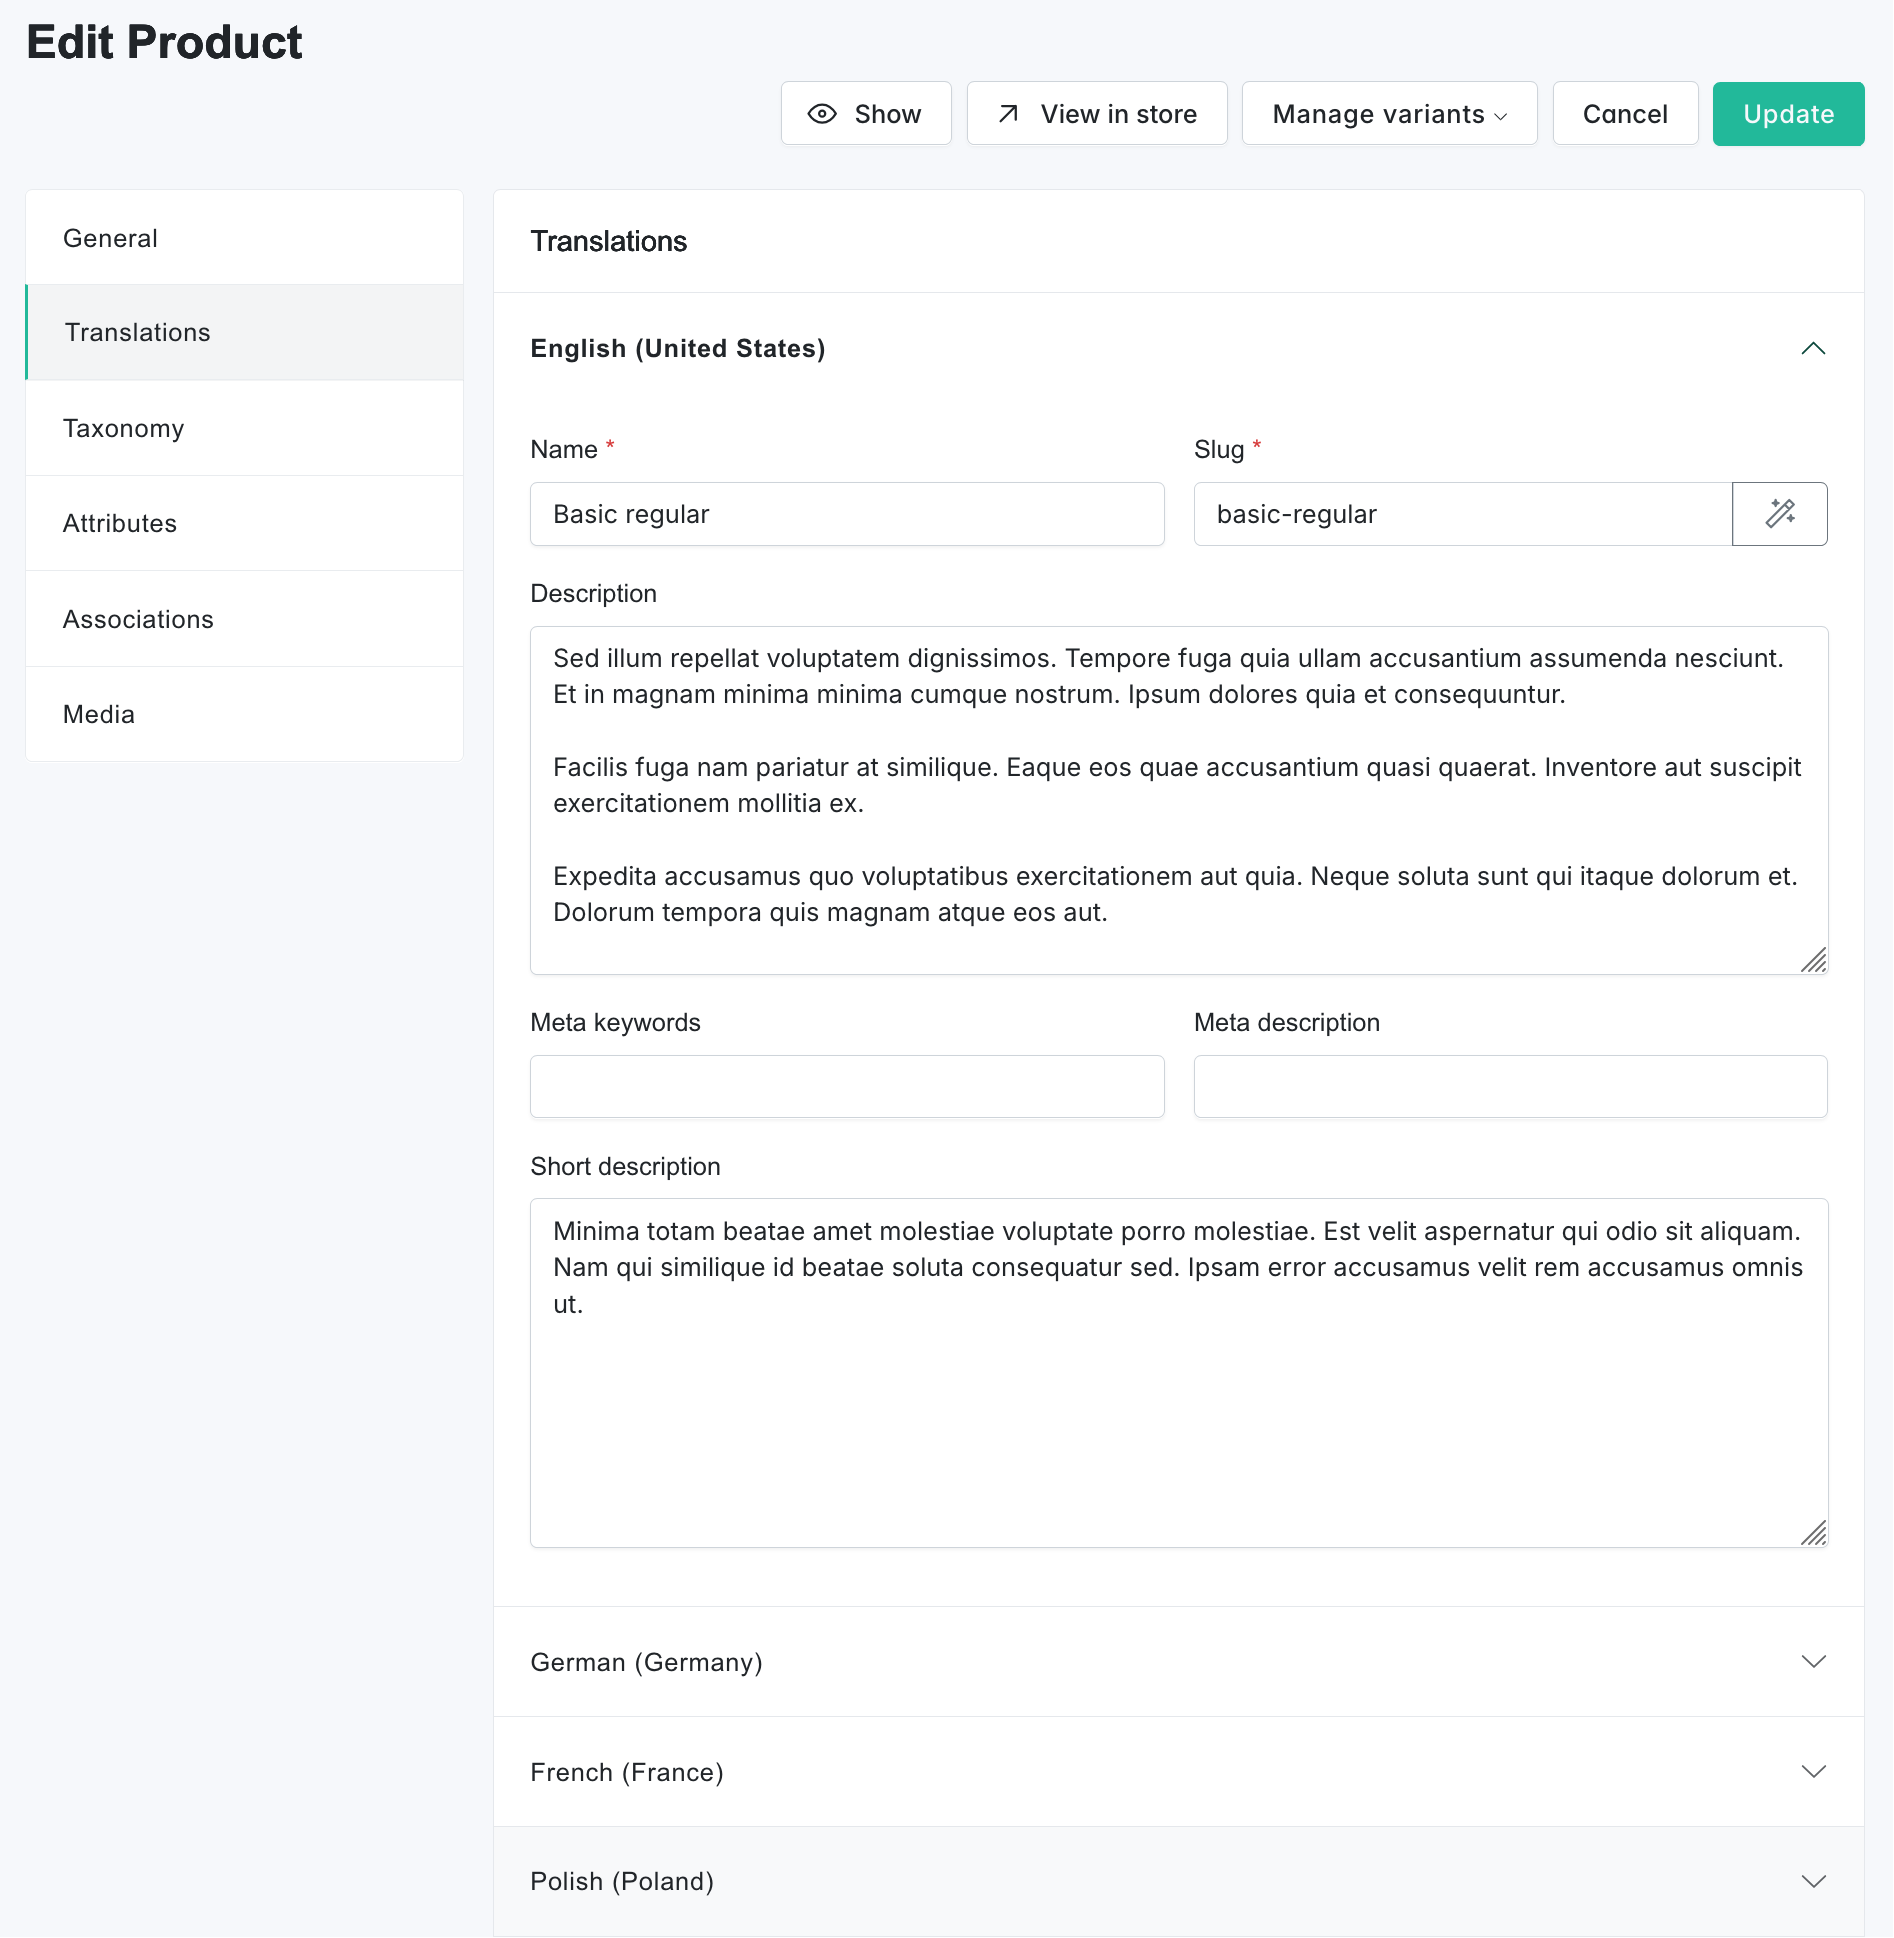 Edit Product
Show
View in store
Manage variants
Cancel
Update
General
Translations
Taxonomy
Attributes
Associations
Media
Translations
English (United States)
Name *
Slug *
Basic regular
basic-regular
Description
Sed illum repellat voluptatem dignissimos. Tempore fuga quia ullam accusantium assumenda nesciunt.
Et in magnam minima minima cumque nostrum. Ipsum dolores quia et consequuntur.
Facilis fuga nam pariatur at similique. Eaque eos quae accusantium quasi quaerat. Inventore aut suscipit
exercitationem mollitia ex.
Expedita accusamus quo voluptatibus exercitationem aut quia. Neque soluta sunt qui itaque dolorum et.
Dolorum tempora quis magnam atque eos aut.
Meta keywords
Meta description
Short description
Minima totam beatae amet molestiae voluptate porro molestiae. Est velit aspernatur qui odio sit aliquam.
Nam qui similique id beatae soluta consequatur sed. Ipsam error accusamus velit rem accusamus omnis
ut.
German (Germany)
French (France)
Polish (Poland)